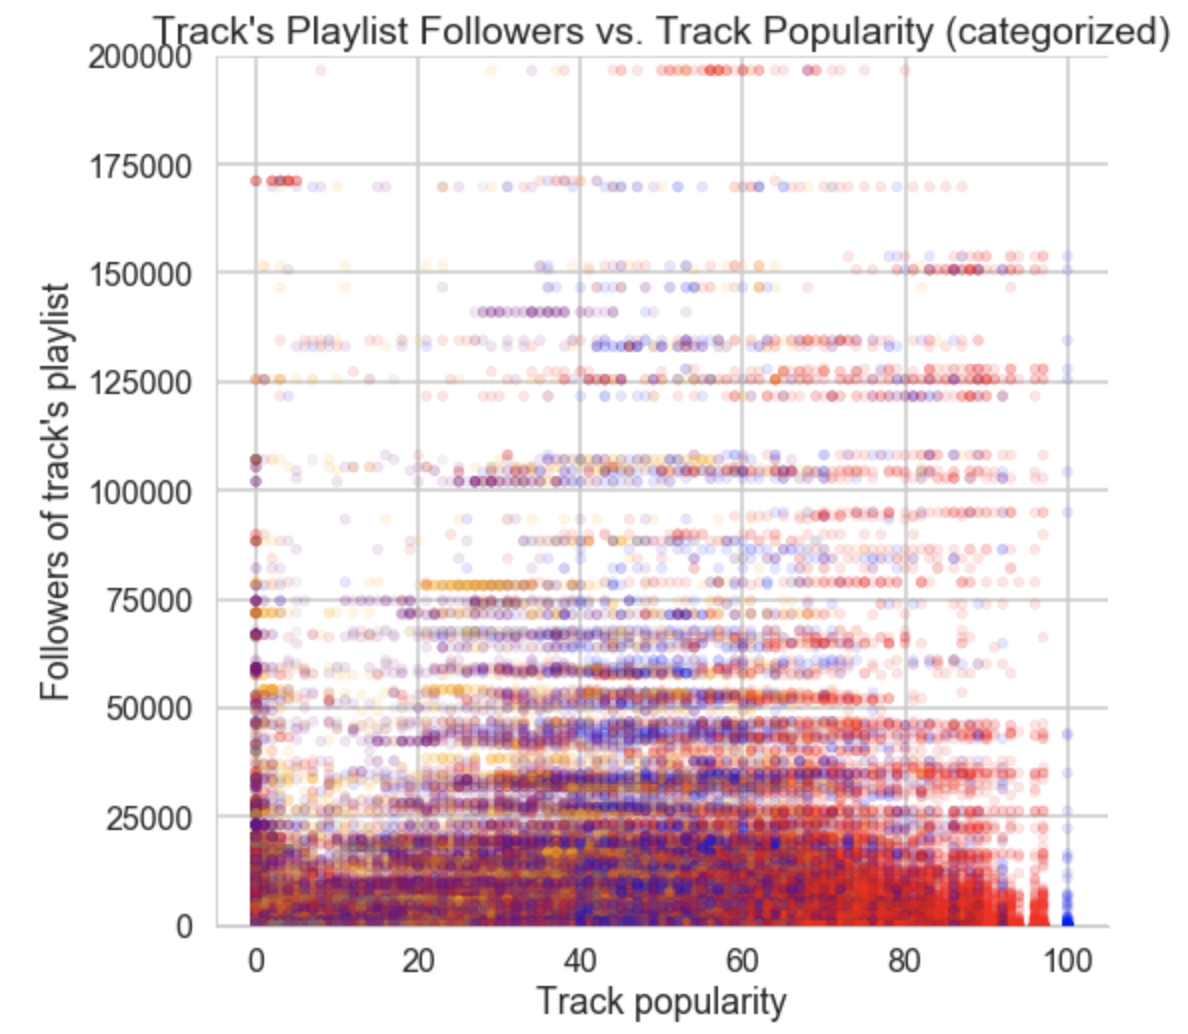 Track's Playlist Followers vs. Track Popularity (categorized)
200000
175000
150000
125000
100000
75000
50000
25000
0
Followers of track's playlist
0 20 40 60 80 100
Track popularity